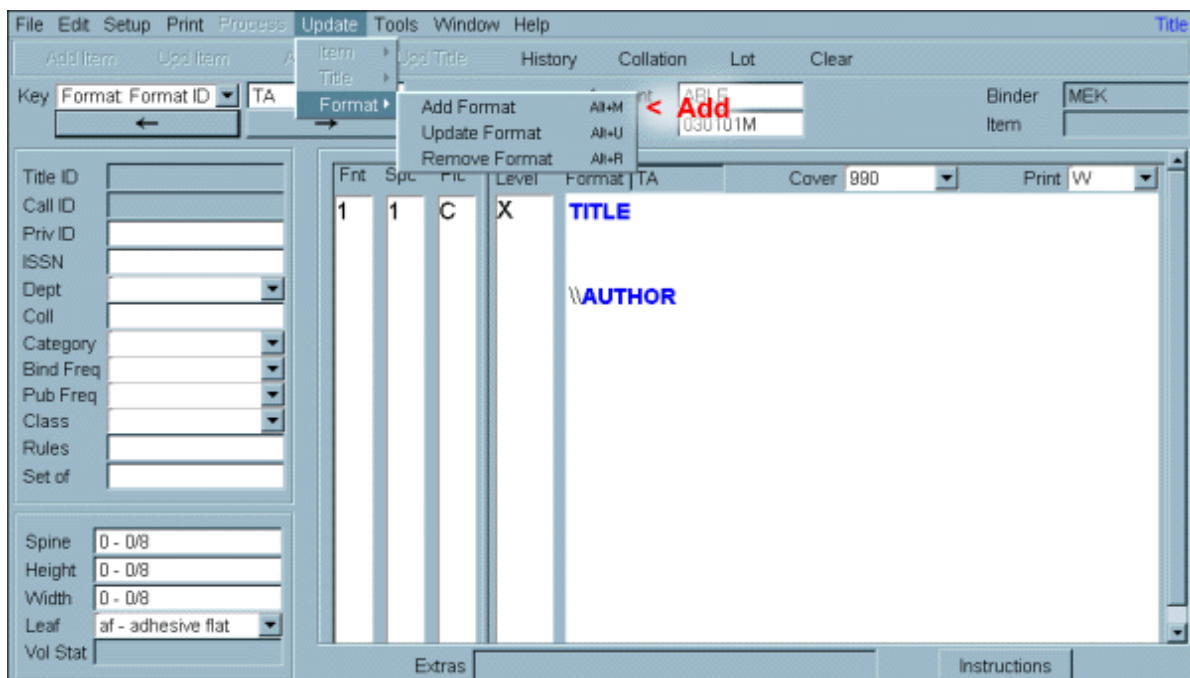 File Edit Setup Print Process Update Tools Window Help Title
Add Item Upd Item Upd Title History Collation Lot Clear
Item
Title
Format
Key Format: Format ID TA ABLE Binder MEK
Add Format Alt+M < Add
← → 030101M Item
Update Format Alt+U
Remove Format Alt+R
Title ID
Call ID
Priv ID
ISSN
Dept
Coll
Category
Bind Freq
Pub Freq
Class
Rules
Set of
Fnt Spc Plc Level Format TA Cover 990 Print W
1 1 C X TITLE
\\AUTHOR
Spine 0 - 0/8
Height 0 - 0/8
Width 0 - 0/8
Leaf af - adhesive flat
Vol Stat
Extras Instructions